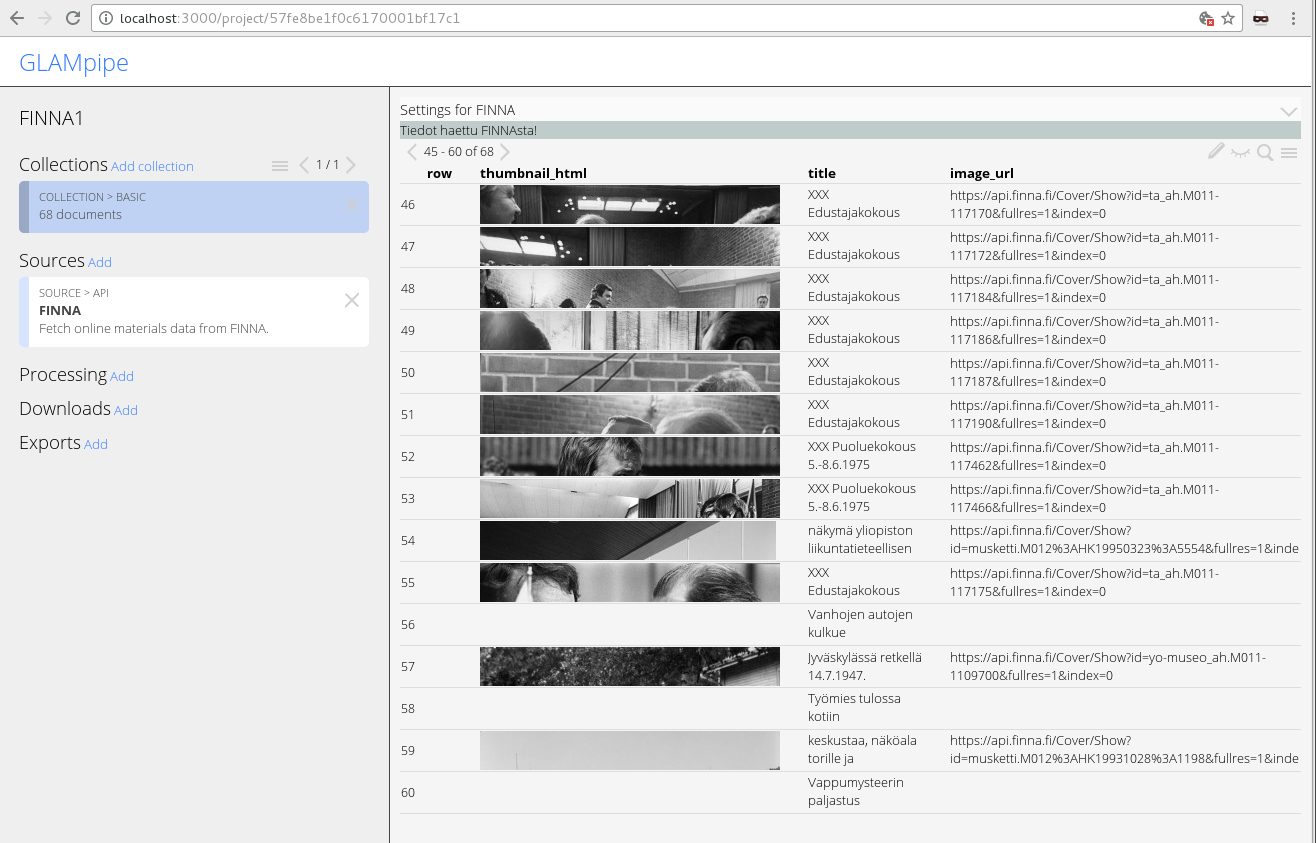 localhost:3000/project/57fe8be1f0c6170001bf17c1
GLAMpipe
FINNA1
Collections Add collection 1 / 1
COLLECTION > BASIC
68 documents
Sources Add
SOURCE > API
FINNA
Fetch online materials data from FINNA.
Processing Add
Downloads Add
Exports Add
Settings for FINNA
Tiedot haettu FINNAsta!
45 - 60 of 68
row thumbnail_html title image_url
46 XXX https://api.finna.fi/Cover/Show?id=ta_ah.M011-
Edustajakokous 117170&fullres=1&index=0
47 XXX https://api.finna.fi/Cover/Show?id=ta_ah.M011-
Edustajakokous 117172&fullres=1&index=0
48 XXX https://api.finna.fi/Cover/Show?id=ta_ah.M011-
Edustajakokous 117184&fullres=1&index=0
49 XXX https://api.finna.fi/Cover/Show?id=ta_ah.M011-
Edustajakokous 117186&fullres=1&index=0
50 XXX https://api.finna.fi/Cover/Show?id=ta_ah.M011-
Edustajakokous 117187&fullres=1&index=0
51 XXX https://api.finna.fi/Cover/Show?id=ta_ah.M011-
Edustajakokous 117190&fullres=1&index=0
52 XXX Puoluekokous https://api.finna.fi/Cover/Show?id=ta_ah.M011-
5.-8.6.1975 117462&fullres=1&index=0
53 XXX Puoluekokous https://api.finna.fi/Cover/Show?id=ta_ah.M011-
5.-8.6.1975 117466&fullres=1&index=0
54 näkymä yliopiston https://api.finna.fi/Cover/Show?
liikuntatieteellisen id=musketti.M012%3AHK19950323%3A5554&fullres=1&inde
55 XXX https://api.finna.fi/Cover/Show?id=ta_ah.M011-
Edustajakokous 117175&fullres=1&index=0
56 Vanhojen autojen
kulkue
57 Jyväskylässä retkellä https://api.finna.fi/Cover/Show?id=yo-museo_ah.M011-
14.7.1947. 1109700&fullres=1&index=0
58 Työmies tulossa
kotiin
59 keskustaa, näköala https://api.finna.fi/Cover/Show?
torille ja id=musketti.M012%3AHK19931028%3A1198&fullres=1&inde
60 Vappumysteerin
paljastus